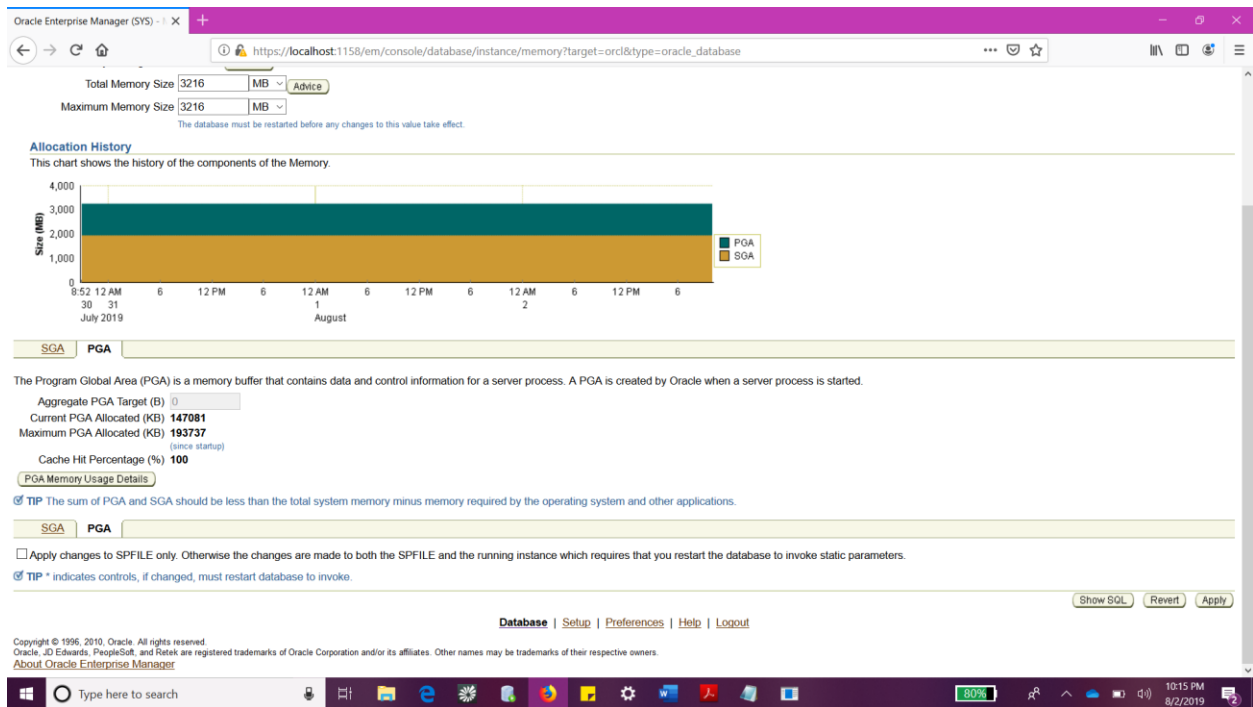 Oracle Enterprise Manager (SYS) -
https://localhost:1158/em/console/database/instance/memory?target=orcl&type=oracle_database
Total Memory Size 3216 MB Advice
Maximum Memory Size 3216 MB
The database must be restarted before any changes to this value take effect.
Allocation History
This chart shows the history of the components of the Memory.
4,000
3,000
2,000
1,000
0
Size (MB)
PGA
SGA
8:52 12 AM 6 12 PM 6 12 AM 6 12 PM 6 12 AM 6 12 PM 6
30 31 1 2
July 2019 August
SGA PGA
The Program Global Area (PGA) is a memory buffer that contains data and control information for a server process. A PGA is created by Oracle when a server process is started.
Aggregate PGA Target (B) 0
Current PGA Allocated (KB) 147081
Maximum PGA Allocated (KB) 193737
(since startup)
Cache Hit Percentage (%) 100
PGA Memory Usage Details
TIP The sum of PGA and SGA should be less than the total system memory minus memory required by the operating system and other applications.
SGA PGA
Apply changes to SPFILE only. Otherwise the changes are made to both the SPFILE and the running instance which requires that you restart the database to invoke static parameters.
TIP * indicates controls, if changed, must restart database to invoke.
Show SQL Revert Apply
Database | Setup | Preferences | Help | Logout
Copyright © 1996, 2010, Oracle. All rights reserved.
Oracle, JD Edwards, PeopleSoft, and Retek are registered trademarks of Oracle Corporation and/or its affiliates. Other names may be trademarks of their respective owners.
About Oracle Enterprise Manager
Type here to search
80%
10:15 PM
8/2/2019
2